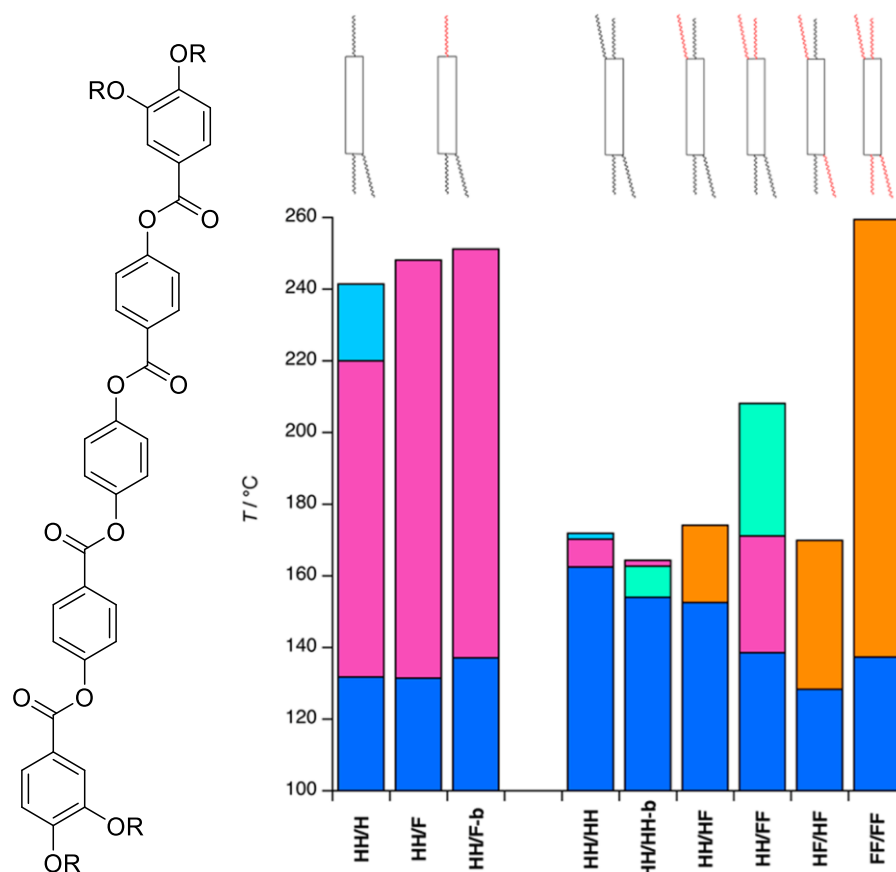 OR
RO
O
O
O
O
O
O
O
O
OR
OR
T / °C
260
240
220
200
180
160
140
120
100
HH/H
HH/F
HH/F-b
HH/HH
HH/HH-b
HH/HF
HH/FF
HF/HF
FF/FF